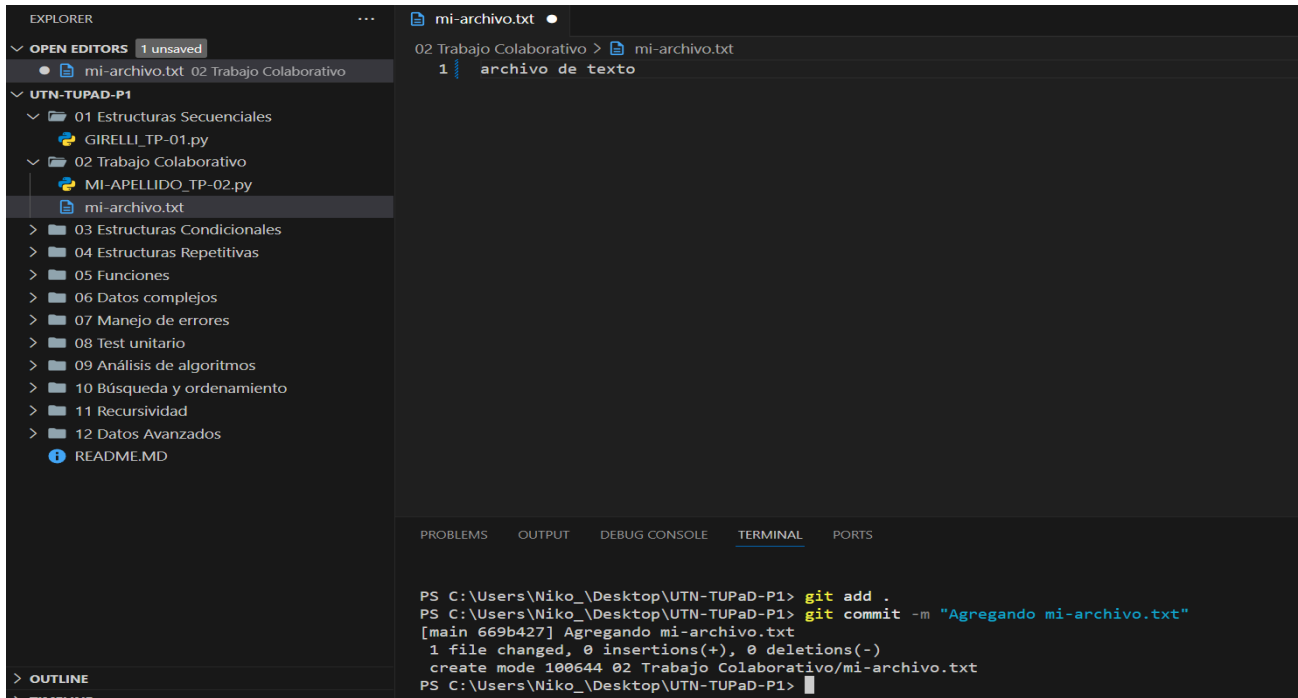 EXPLORER ...
OPEN EDITORS 1 unsaved
mi-archivo.txt 02 Trabajo Colaborativo
UTN-TUPAD-P1
01 Estructuras Secuenciales
GIRELLI_TP-01.py
02 Trabajo Colaborativo
MI-APELLIDO_TP-02.py
mi-archivo.txt
03 Estructuras Condicionales
04 Estructuras Repetitivas
05 Funciones
06 Datos complejos
07 Manejo de errores
08 Test unitario
09 Análisis de algoritmos
10 Búsqueda y ordenamiento
11 Recursividad
12 Datos Avanzados
README.MD
OUTLINE
mi-archivo.txt
02 Trabajo Colaborativo > mi-archivo.txt
1 archivo de texto
PROBLEMS OUTPUT DEBUG CONSOLE TERMINAL PORTS
PS C:\Users\Niko_\Desktop\UTN-TUPaD-P1> git add .
PS C:\Users\Niko_\Desktop\UTN-TUPaD-P1> git commit -m "Agregando mi-archivo.txt"
[main 669b427] Agregando mi-archivo.txt
1 file changed, 0 insertions(+), 0 deletions(-)
create mode 100644 02 Trabajo Colaborativo/mi-archivo.txt
PS C:\Users\Niko_\Desktop\UTN-TUPaD-P1>